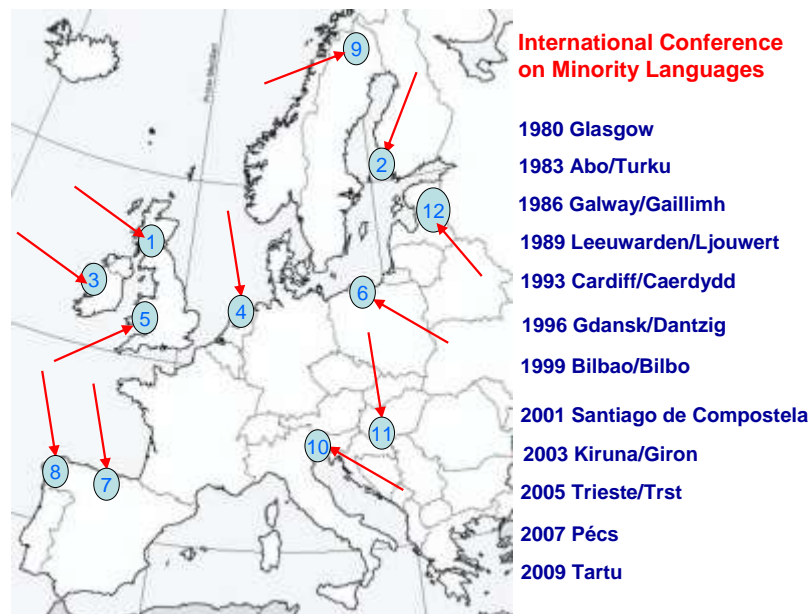 International Conference
on Minority Languages
1980 Glasgow
1983 Abo/Turku
1986 Galway/Gaillimh
1989 Leeuwarden/Ljouwert
1993 Cardiff/Caerdydd
1996 Gdansk/Dantzig
1999 Bilbao/Bilbo
2001 Santiago de Compostela
2003 Kiruna/Giron
2005 Trieste/Trst
2007 Pécs
2009 Tartu
9
2
12
1
3
4
6
5
11
10
8
7
Prime Meridian